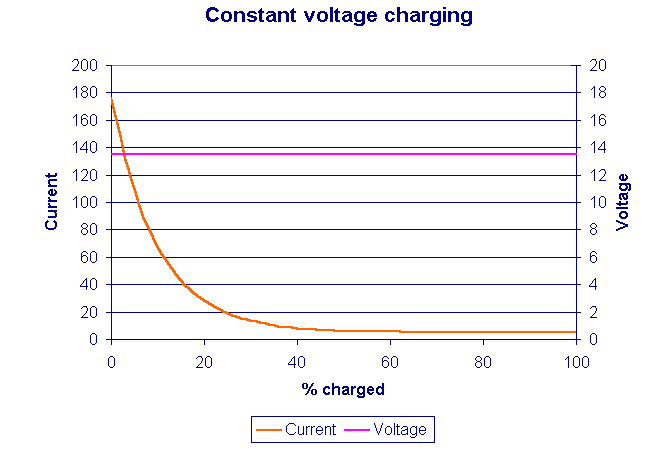 Constant voltage charging
200 20
180 18
160 16
140 14
120 12
100 10
80 8
60 6
40 4
20 2
0 0
Current
Voltage
0 20 40 60 80 100
% charged
Current Voltage